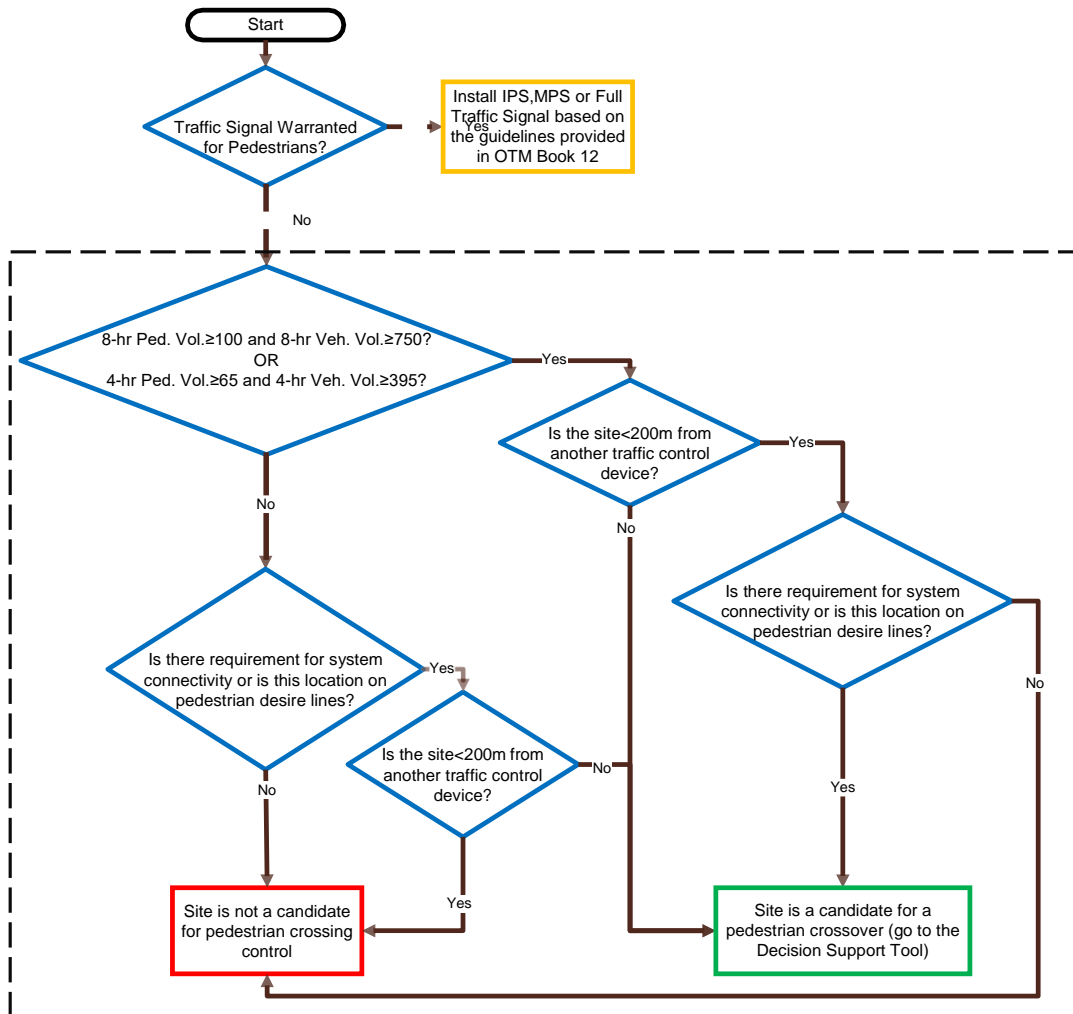 Start
Traffic Signal Warranted
for Pedestrians?
Yes
Install IPS,MPS or Full
Traffic Signal based on
the guidelines provided
in OTM Book 12
No
8-hr Ped. Vol.≥100 and 8-hr Veh. Vol.≥750?
OR
4-hr Ped. Vol.≥65 and 4-hr Veh. Vol.≥395?
Yes
Is the site<200m from
another traffic control
device?
Yes
No
No
Is there requirement for system
connectivity or is this location on
pedestrian desire lines?
No
Is there requirement for system
connectivity or is this location on
pedestrian desire lines?
Yes
Is the site<200m from
another traffic control
device?
No
No
Yes
Yes
Site is not a candidate
for pedestrian crossing
control
Site is a candidate for a
pedestrian crossover (go to the
Decision Support Tool)